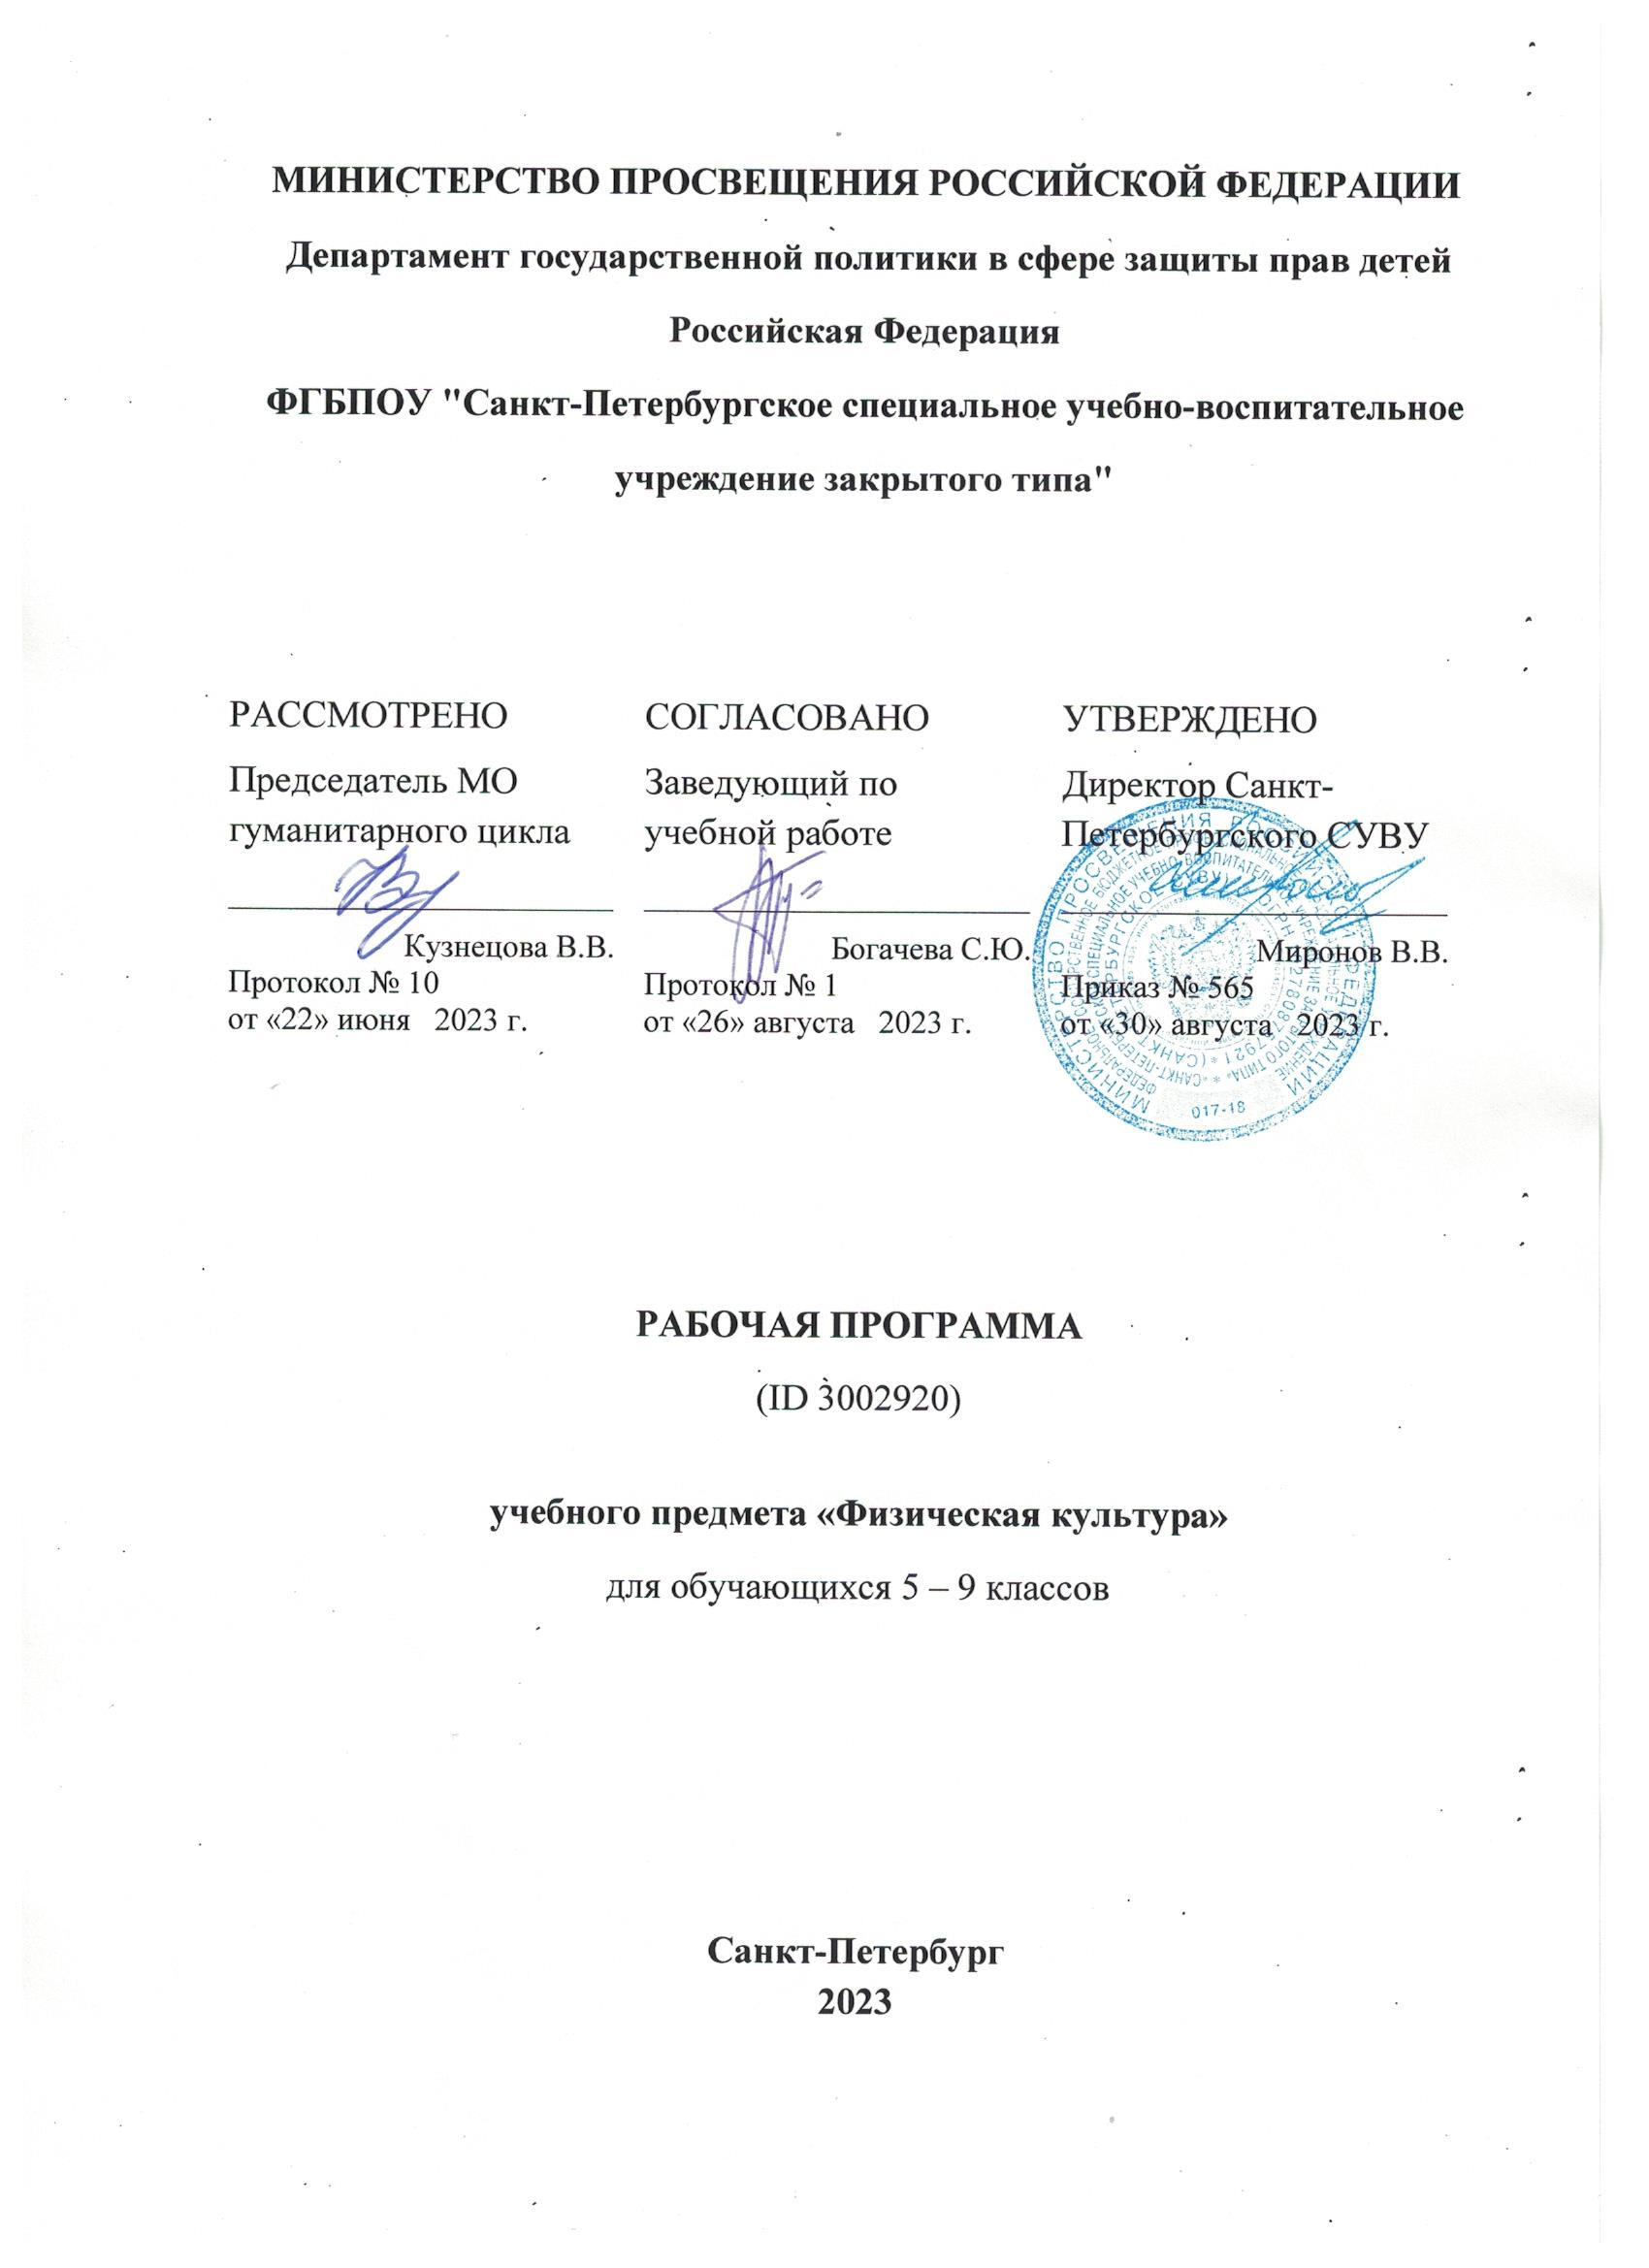 МИНИСТЕРСТВО ПРОСВЕЩЕНИЯ РОССИЙСКОЙ ФЕДЕРАЦИИ
Департамент государственной политики в сфере защиты прав детей
Российская Федерация
ФГБПОУ "Санкт-Петербургское специальное учебно-воспитательное
учреждение закрытого типа"
РАССМОТРЕНО
Председатель МО
гуманитарного цикла
Кузнецова В.В.
Протокол № 10
от «22» июня 2023 г.
СОГЛАСОВАНО
Заведующий по
учебной работе
Богачева С.Ю.
Протокол № 1
от «26» августа 2023 г.
УТВЕРЖДЕНО
Директор Санкт-
Петербургского СУВУ
Миронов В.В.
Приказ № 565
от «30» августа 2023 г.
017-18
РАБОЧАЯ ПРОГРАММА
(ID 3002920)
учебного предмета «Физическая культура»
для обучающихся 5 – 9 классов
Санкт-Петербург
2023